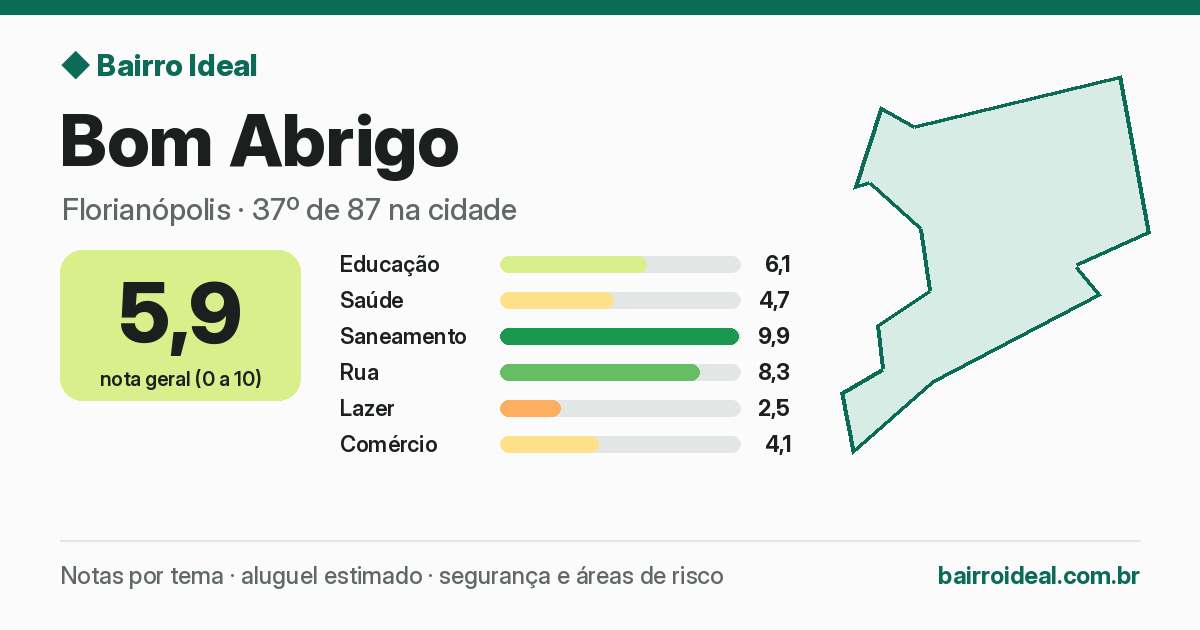 Bairro Ideal
Bom Abrigo
Florianópolis · 37º de 87 na cidade
5,9
nota geral (0 a 10)
Educação 6,1
Saúde 4,7
Saneamento 9,9
Rua 8,3
Lazer 2,5
Comércio 4,1
Notas por tema · aluguel estimado · segurança e áreas de risco
bairroideal.com.br